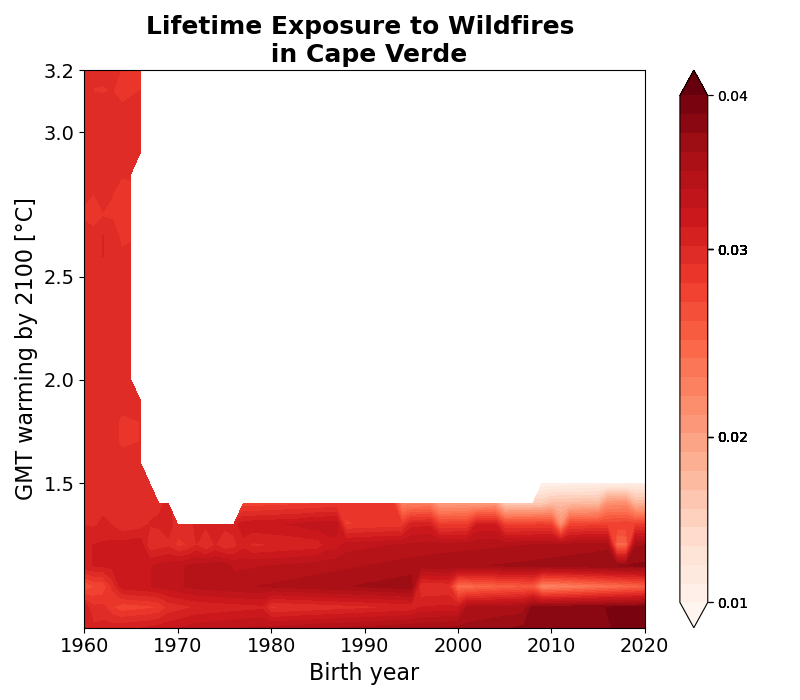 Lifetime Exposure to Wildfires
in Cape Verde
3.2
3.0
2.5
2.0
1.5
GMT warming by 2100 [°C]
1960 1970 1980 1990 2000 2010 2020
Birth year
0.04
0.03
0.02
0.01